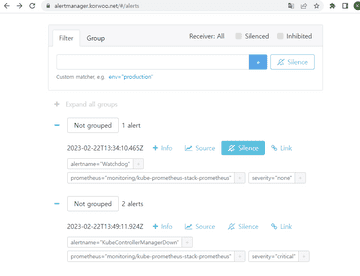 alertmanager.korwoo.net/#/alerts
Filter
Group
Receiver: All
Silenced
Inhibited
+
Silence
Custom matcher, e.g. env="production"
+ Expand all groups
− Not grouped 1 alert
2023-02-22T13:34:10.465Z + Info Source Silence Link
alertname="Watchdog" +
prometheus="monitoring/kube-prometheus-stack-prometheus" + severity="none" +
− Not grouped 2 alerts
2023-02-22T13:49:11.924Z + Info Source Silence Link
alertname="KubeControllerManagerDown" +
prometheus="monitoring/kube-prometheus-stack-prometheus" + severity="critical" +